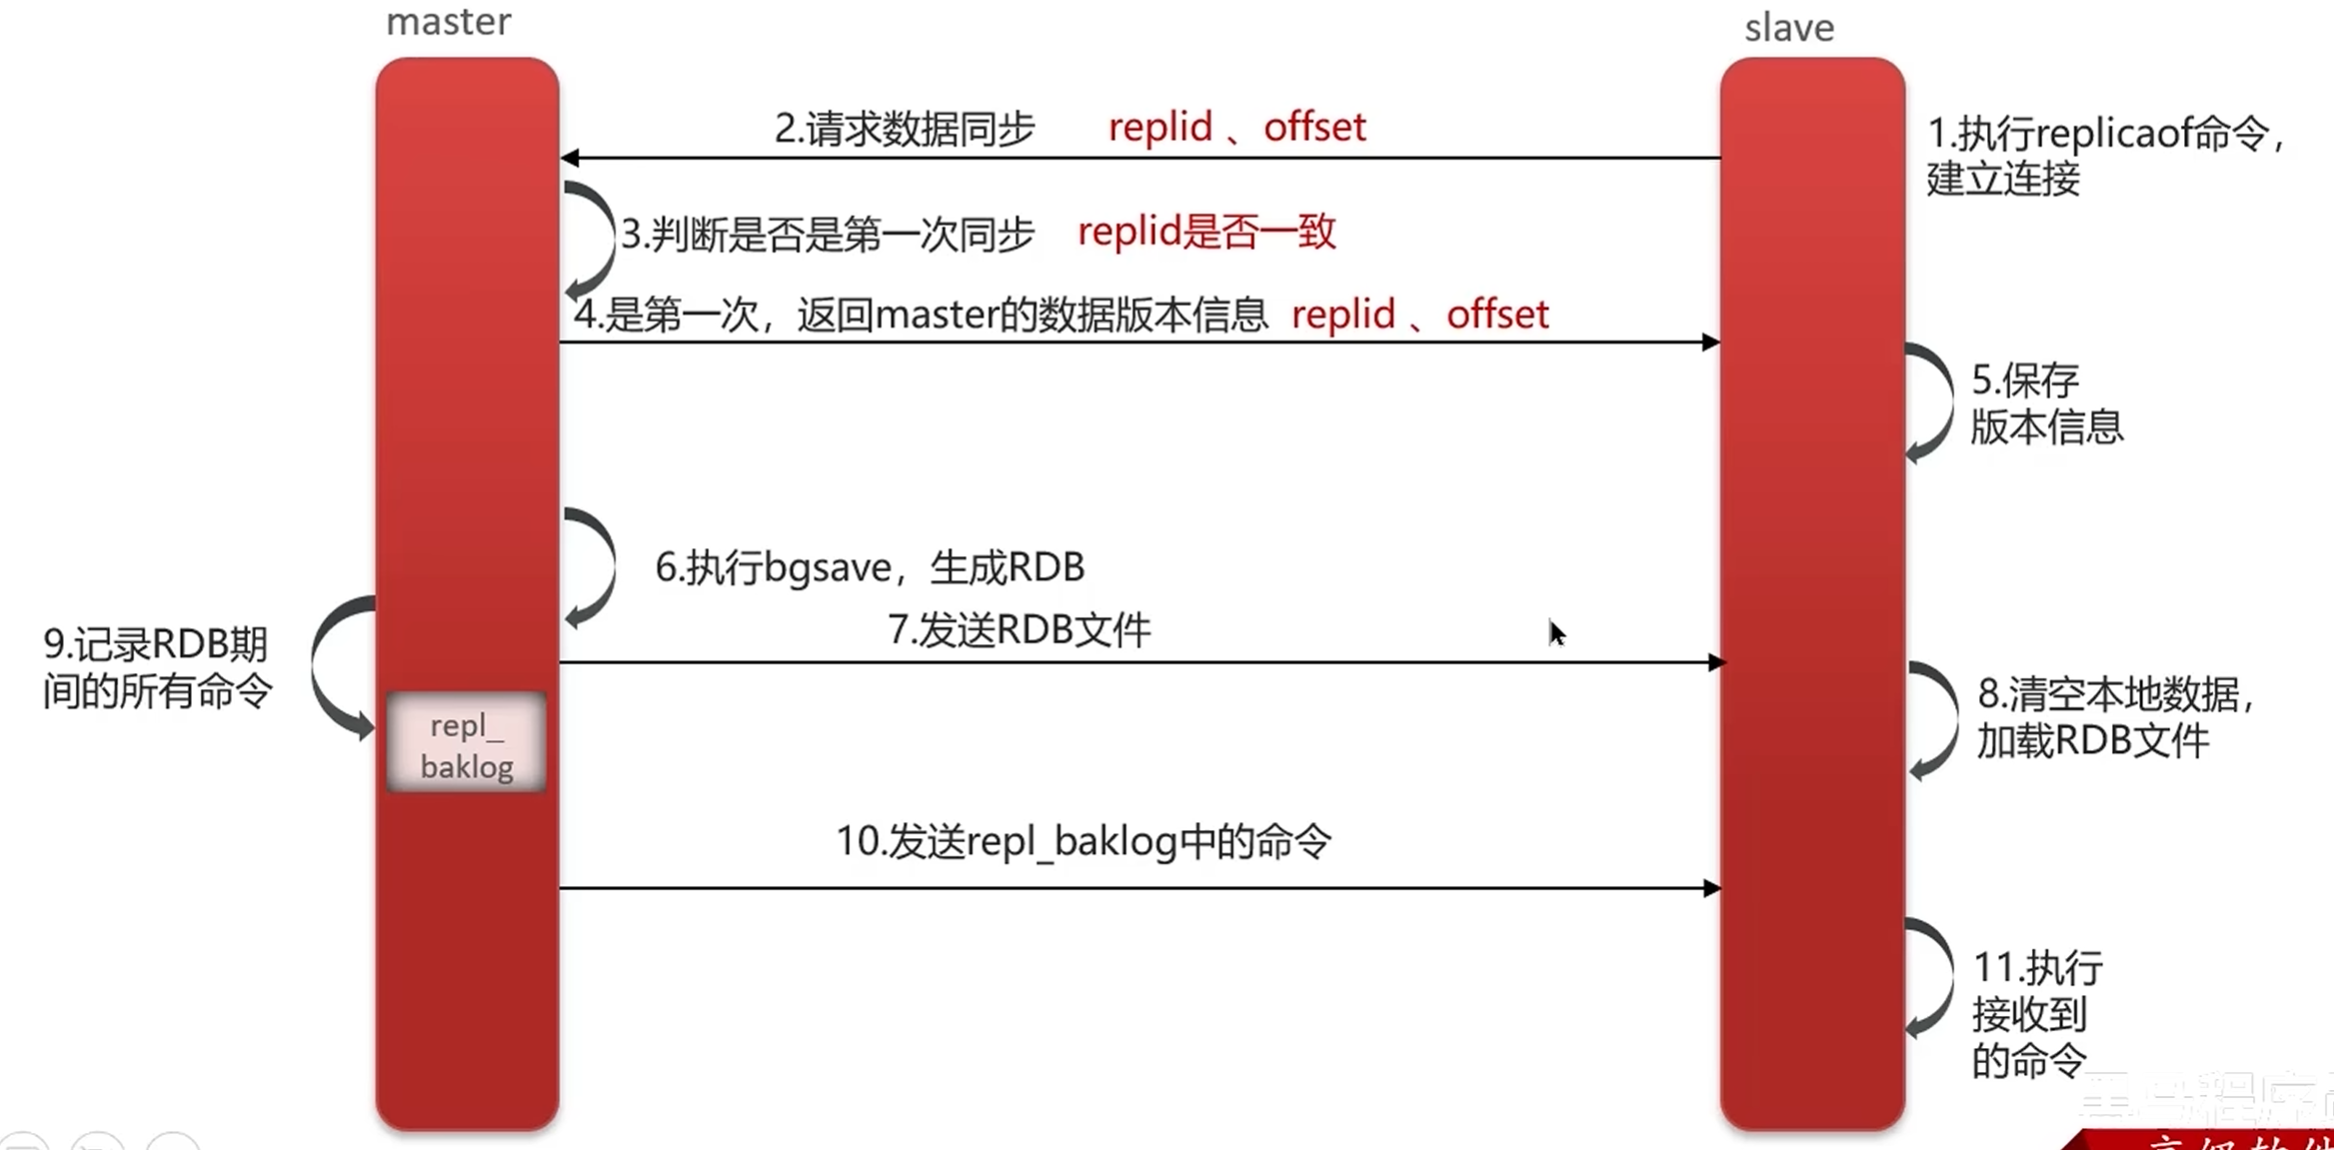 master
slave
2.请求数据同步 replid 、offset
1.执行replicaof命令，
建立连接
3.判断是否是第一次同步 replid是否一致
4.是第一次，返回master的数据版本信息 replid 、offset
5.保存
版本信息
6.执行bgsave，生成RDB
7.发送RDB文件
9.记录RDB期
间的所有命令
repl_
baklog
8.清空本地数据，
加载RDB文件
10.发送repl_baklog中的命令
11.执行
接收到
的命令